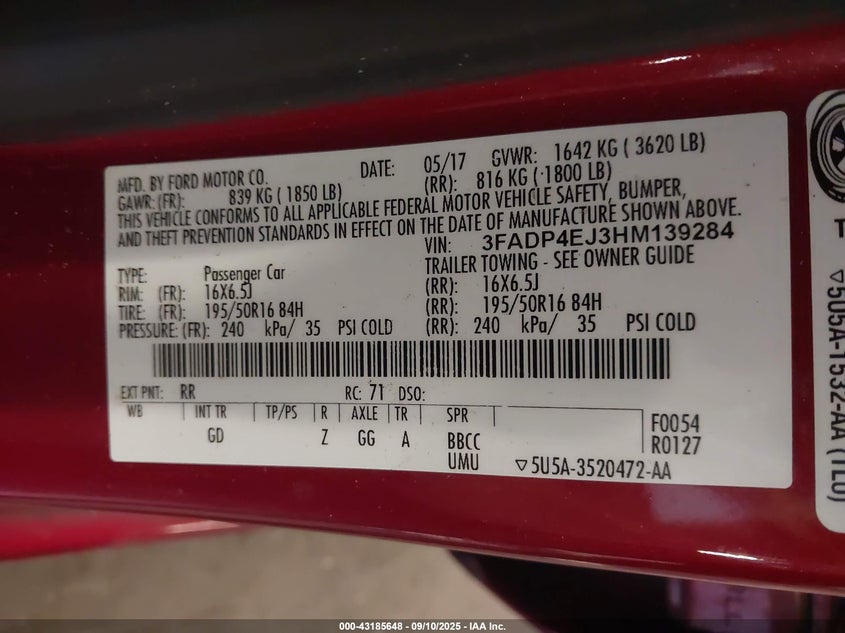 MFD. BY FORD MOTOR CO. DATE: 05/17 GVWR: 1642 KG ( 3620 LB)
GAWR: (FR): 839 KG ( 1850 LB) (RR): 816 KG ( 1800 LB)
THIS VEHICLE CONFORMS TO ALL APPLICABLE FEDERAL MOTOR VEHICLE SAFETY, BUMPER,
AND THEFT PREVENTION STANDARDS IN EFFECT ON THE DATE OF MANUFACTURE SHOWN ABOVE.
VIN: 3FADP4EJ3HM139284
TYPE: Passenger Car TRAILER TOWING - SEE OWNER GUIDE
RIM: (FR): 16X6.5J (RR): 16X6.5J
TIRE: (FR): 195/50R16 84H (RR): 195/50R16 84H
PRESSURE: (FR): 240 kPa/ 35 PSI COLD (RR): 240 kPa/ 35 PSI COLD
EXT PNT: RR RC: 71 DSO:
WB INT TR TP/PS R AXLE TR SPR F0054
GD Z GG A BBCC R0127
UMU ▽5U5A-3520472-AA
▽5U5A-1532-AA (TLU)
000-43185648 - 09/10/2025 - IAA Inc.